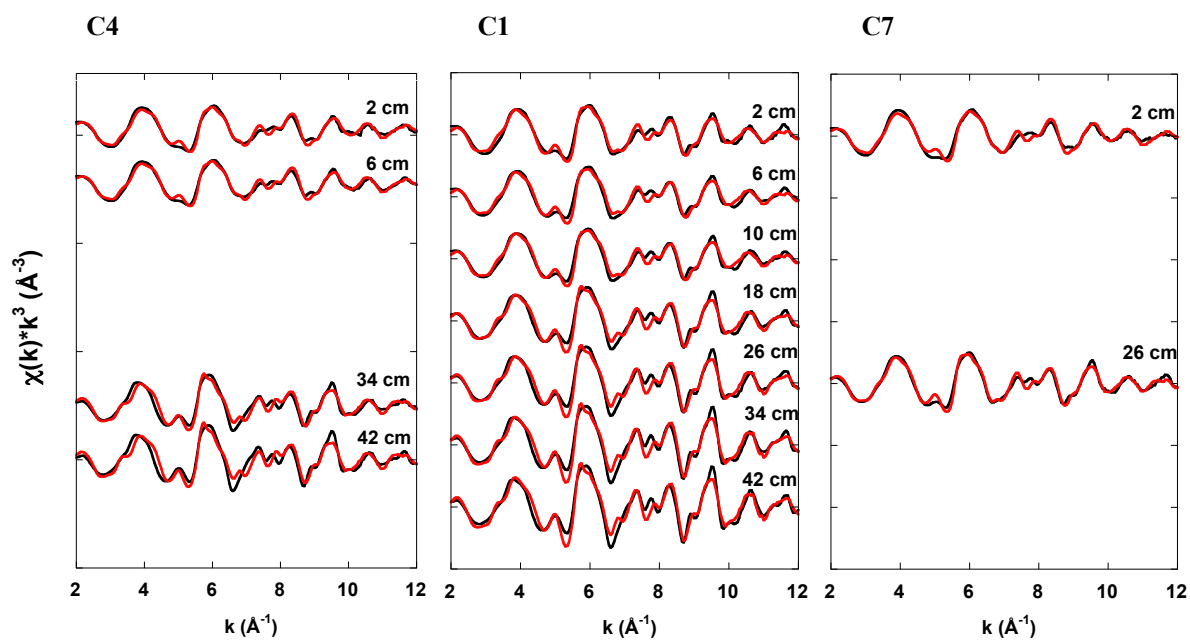 C4 C1 C7
χ(k)*k³ (Å⁻³)
2 cm
6 cm
34 cm
42 cm
2 4 6 8 10 12
k (Å⁻¹)
2 cm
6 cm
10 cm
18 cm
26 cm
34 cm
42 cm
2 4 6 8 10 12
k (Å⁻¹)
2 cm
26 cm
2 4 6 8 10 12
k (Å⁻¹)